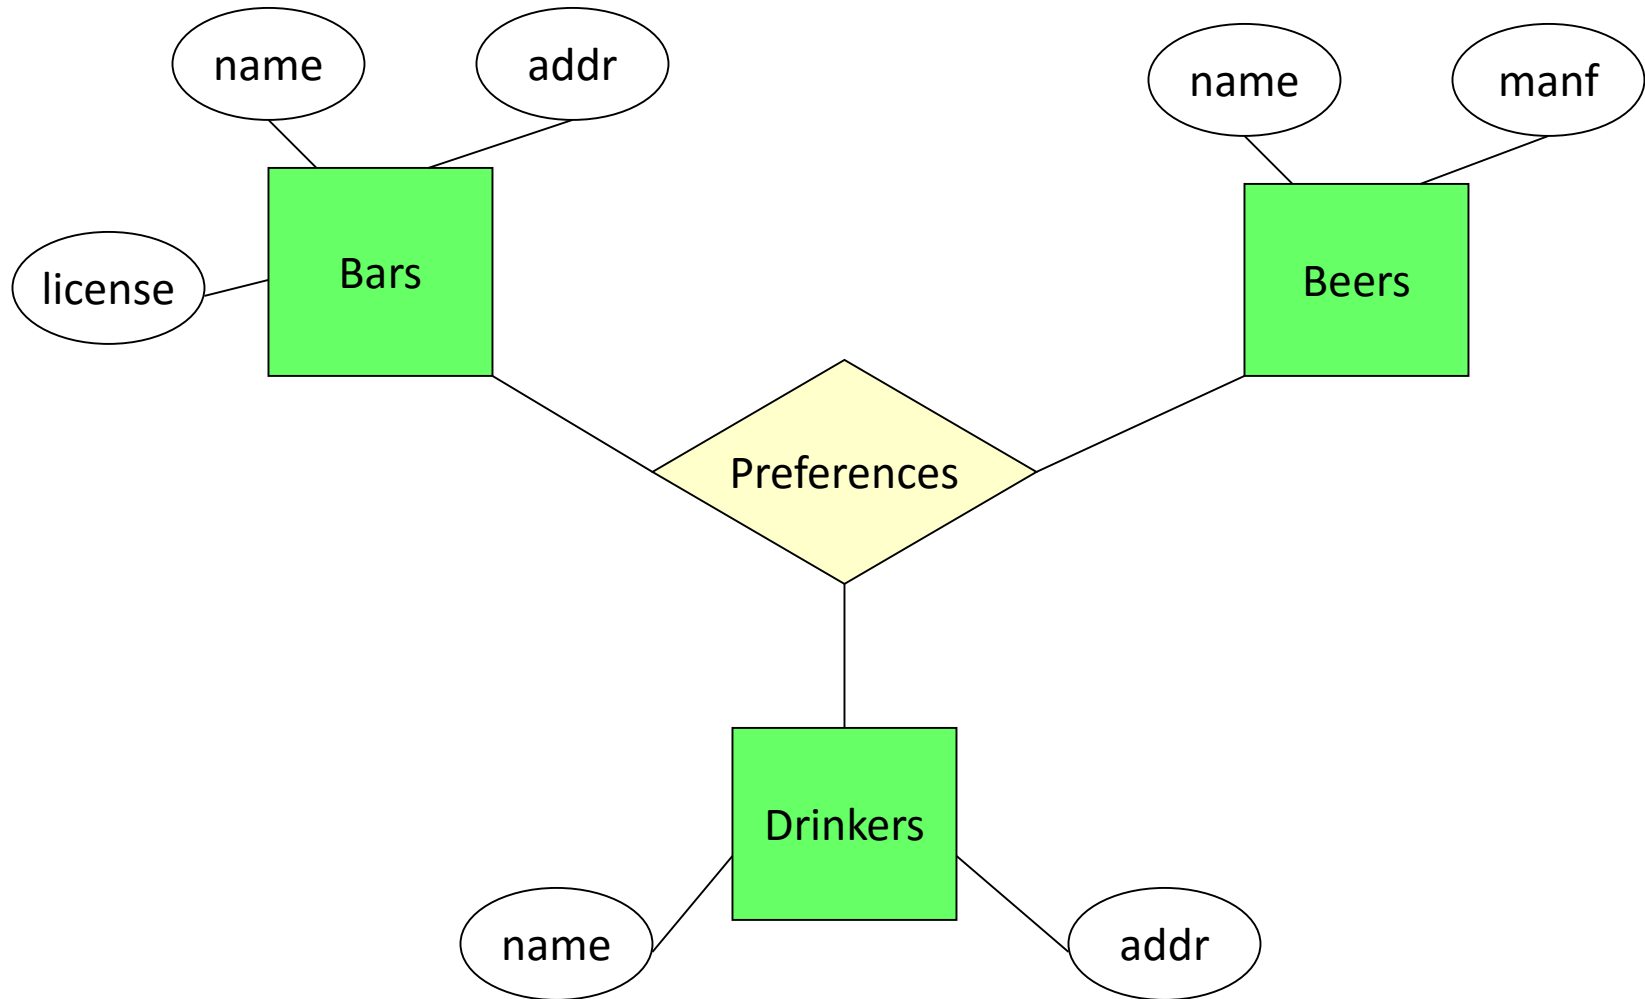 name
addr
name
manf
license
Bars
Beers
Preferences
Drinkers
name
addr